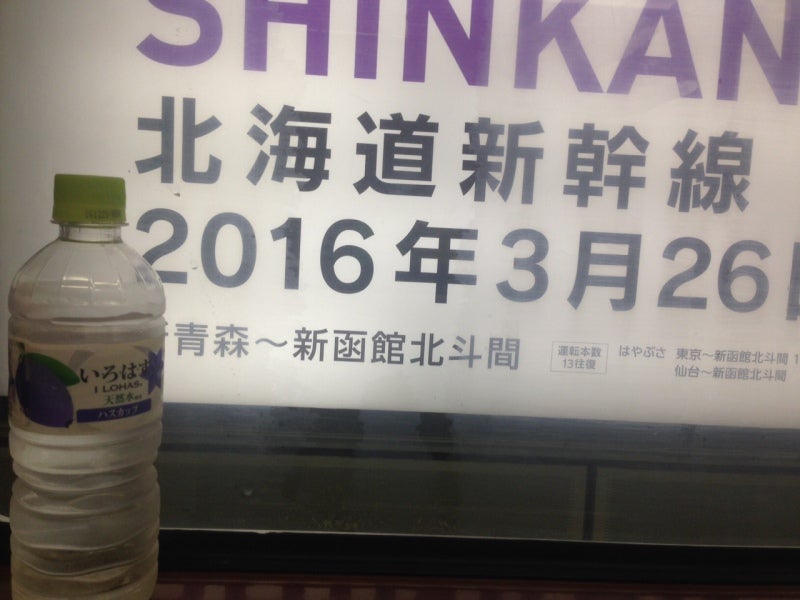 SHINKAN
北海道新幹線
2016年3月26日
青森〜新函館北斗間
運転本数
13往復
はやぶさ 東京〜新函館北斗間 1
仙台〜新函館北斗間
いろはす
I LOHAS
天然水
ハスカップ